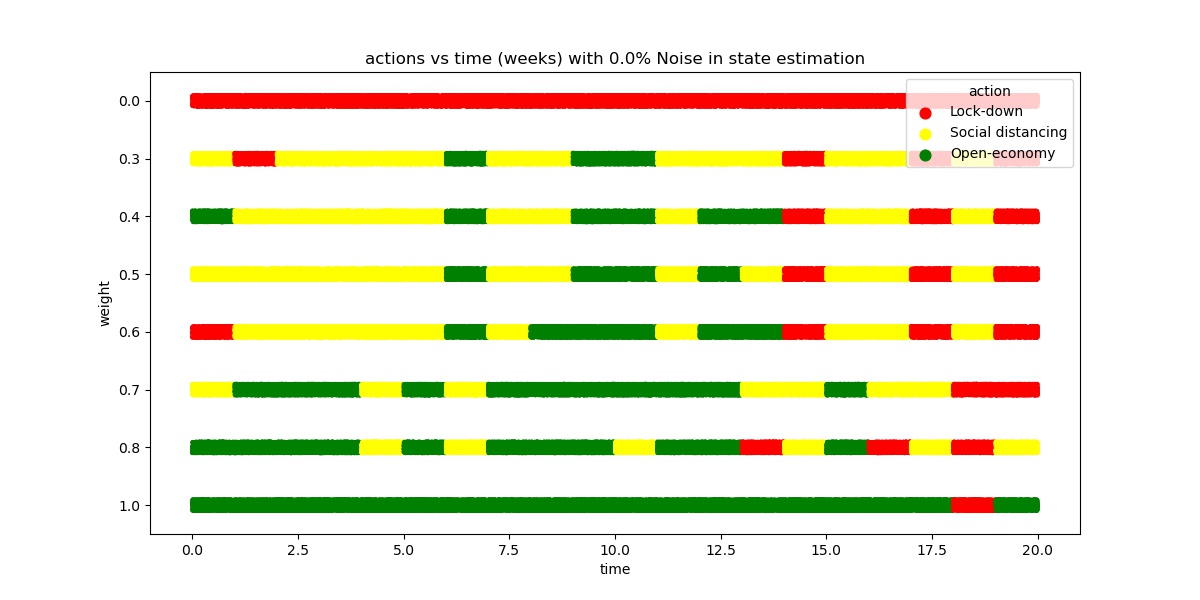 actions vs time (weeks) with 0.0% Noise in state estimation
action
Lock-down
Social distancing
Open-economy
weight
0.0
0.3
0.4
0.5
0.6
0.7
0.8
1.0
0.0 2.5 5.0 7.5 10.0 12.5 15.0 17.5 20.0
time